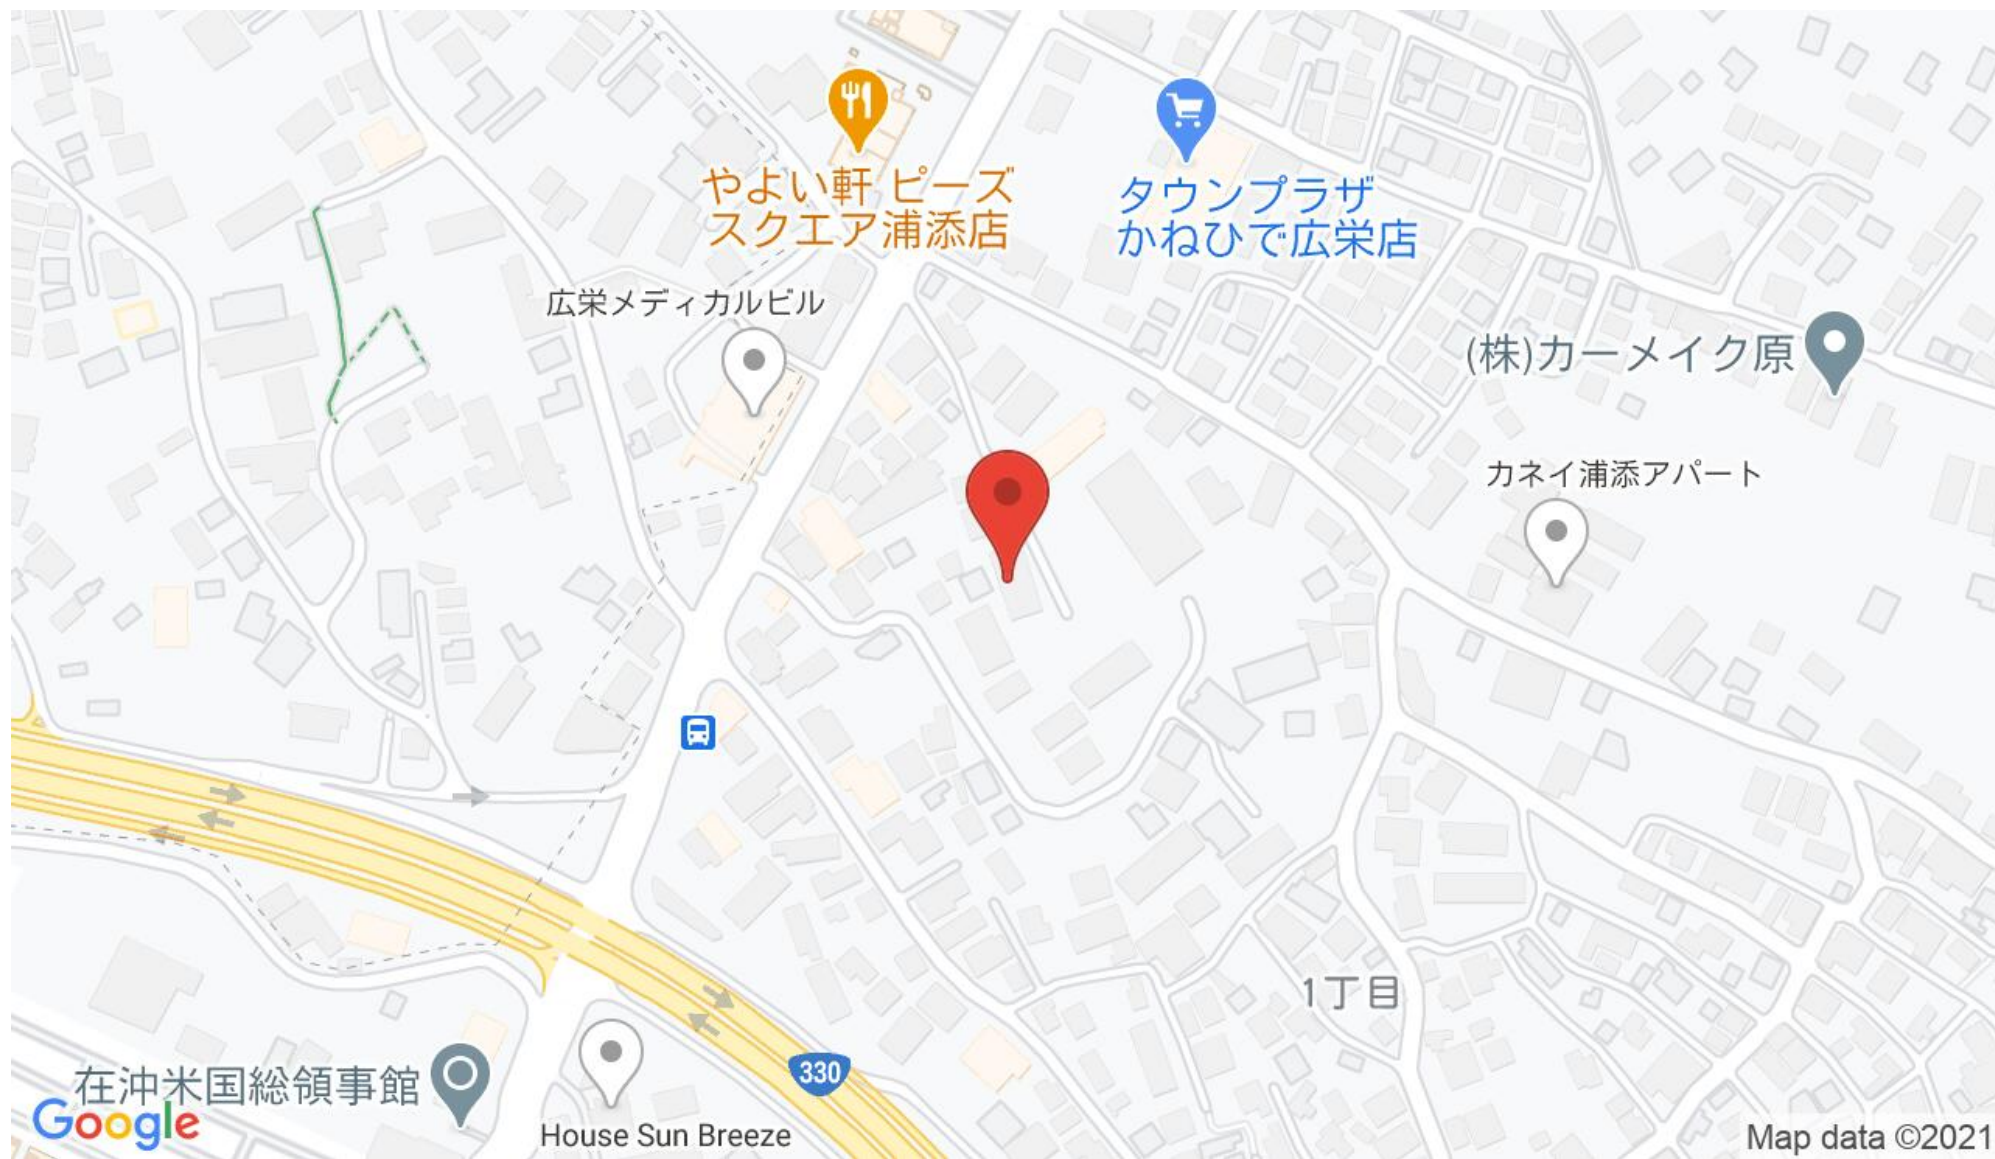 やよい軒 ピーズ
スクエア浦添店
タウンプラザ
かねひで広栄店
広栄メディカルビル
(株)カーメイク原
カネイ浦添アパート
1丁目
330
在沖米国総領事館
Google
House Sun Breeze
Map data ©2021